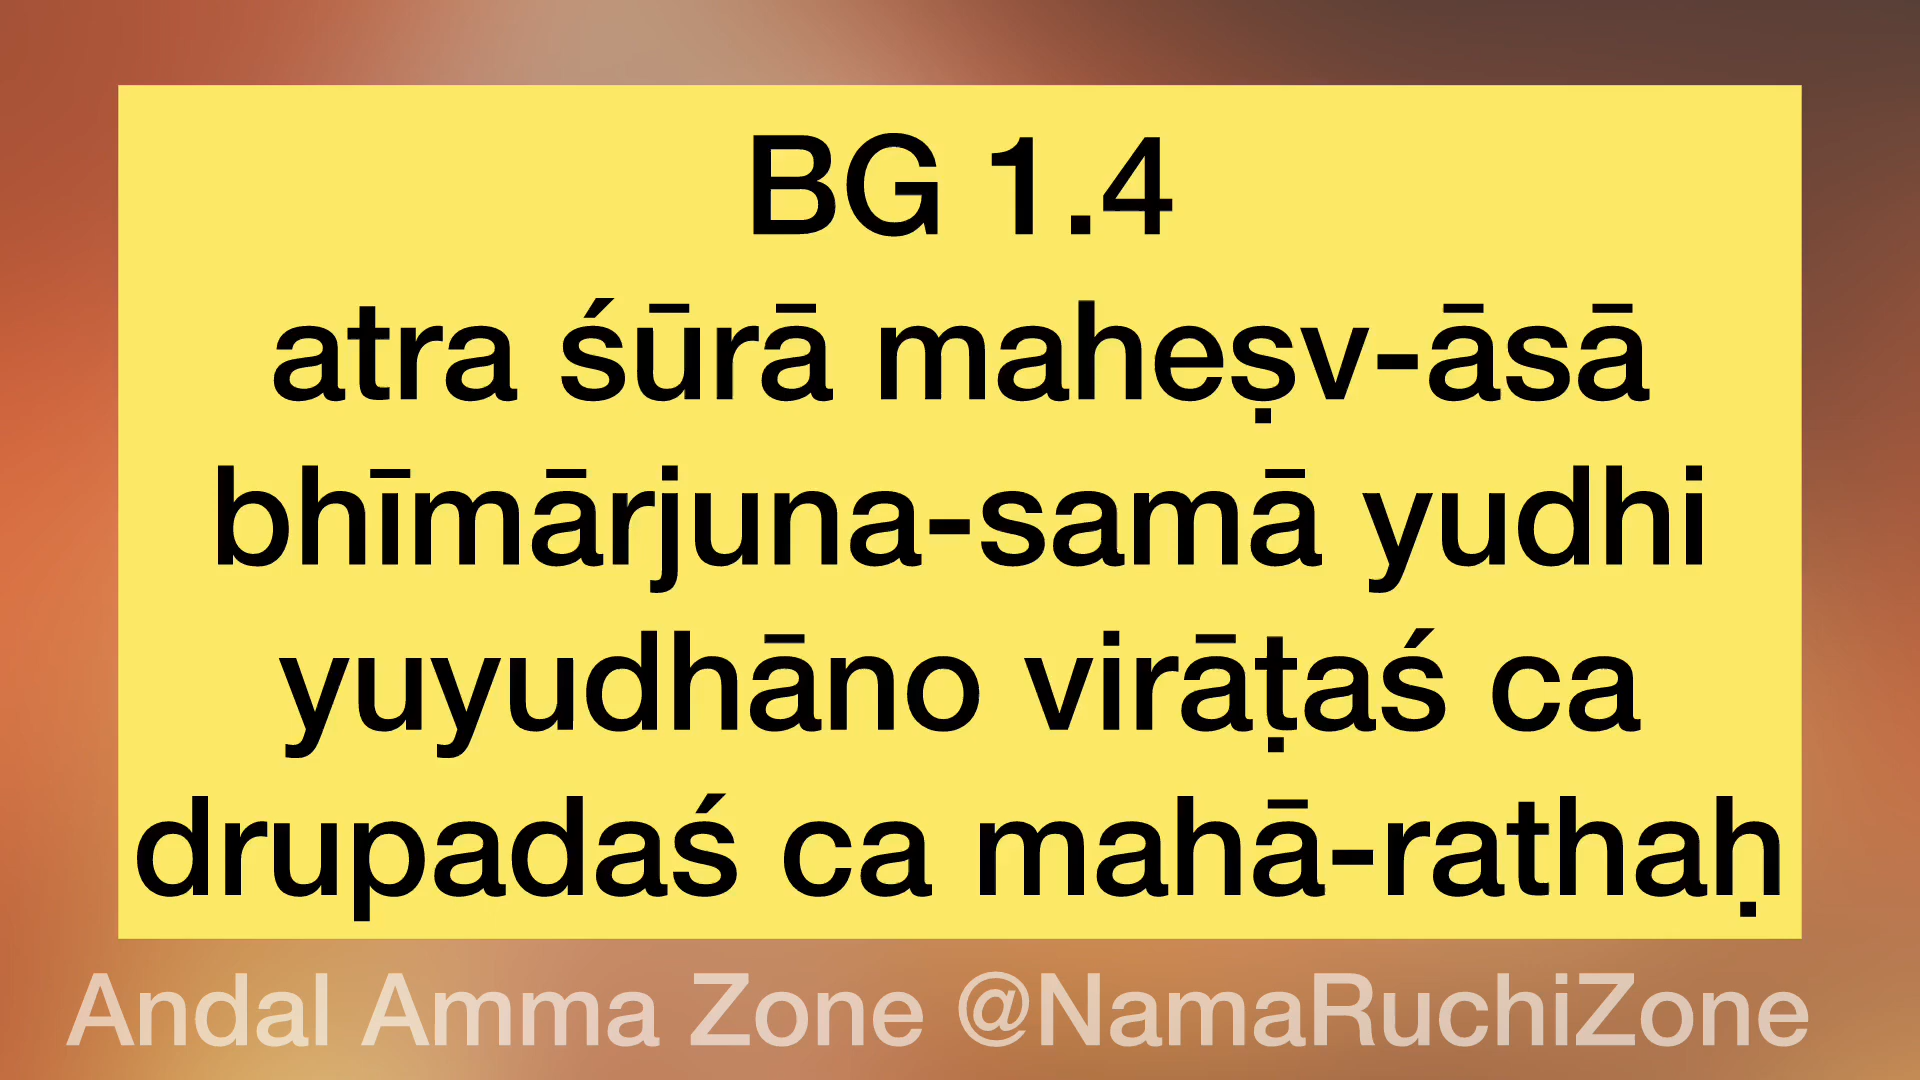 BG 1.4
atra śūrā maheṣv-āsā
bhīmārjuna-samā yudhi
yuyudhāno virāṭaś ca
drupadaś ca mahā-rathaḥ
Andal Amma Zone @NamaRuchiZone